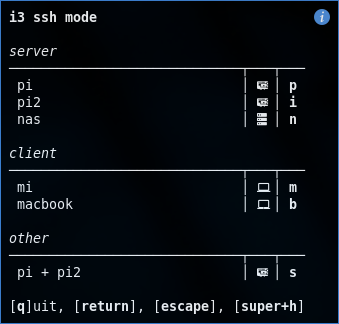 i3 ssh mode
server
pi p
pi2 i
nas n
client
mi m
macbook b
other
pi + pi2 s
[q]uit, [return], [escape], [super+h]